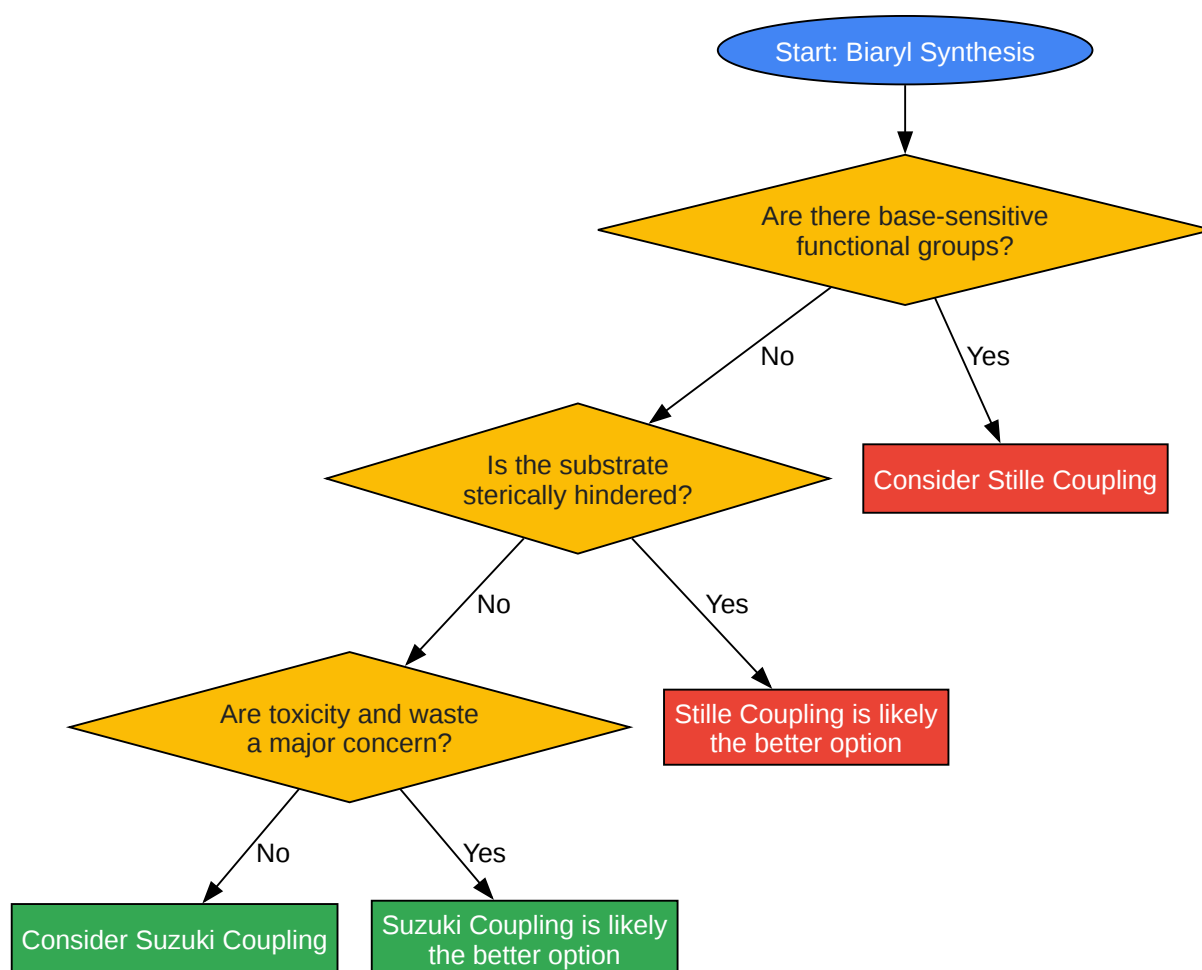 Start: Biaryl Synthesis
Are there base-sensitive
functional groups?
No
Yes
Is the substrate
sterically hindered?
Consider Stille Coupling
No
Yes
Are toxicity and waste
a major concern?
Stille Coupling is likely
the better option
No
Yes
Consider Suzuki Coupling
Suzuki Coupling is likely
the better option